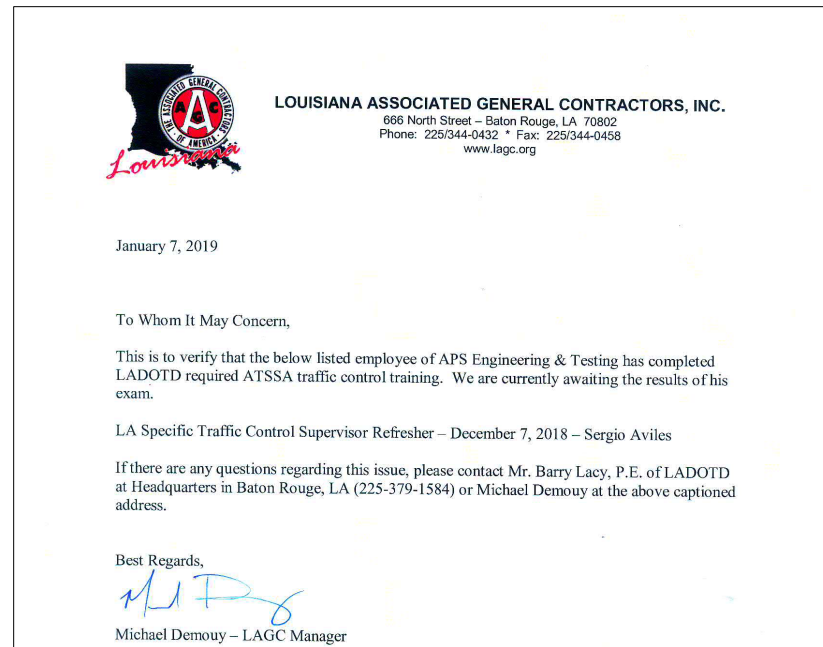 THE ASSOCIATED GENERAL CONTRACTORS
OF AMERICA
AGC
Louisiana
LOUISIANA ASSOCIATED GENERAL CONTRACTORS, INC.
666 North Street – Baton Rouge, LA 70802
Phone: 225/344-0432 * Fax: 225/344-0458
www.lagc.org
January 7, 2019
To Whom It May Concern,
This is to verify that the below listed employee of APS Engineering & Testing has completed
LADOTD required ATSSA traffic control training. We are currently awaiting the results of his
exam.
LA Specific Traffic Control Supervisor Refresher – December 7, 2018 – Sergio Aviles
If there are any questions regarding this issue, please contact Mr. Barry Lacy, P.E. of LADOTD
at Headquarters in Baton Rouge, LA (225-379-1584) or Michael Demouy at the above captioned
address.
Best Regards,
Michael Demouy – LAGC Manager